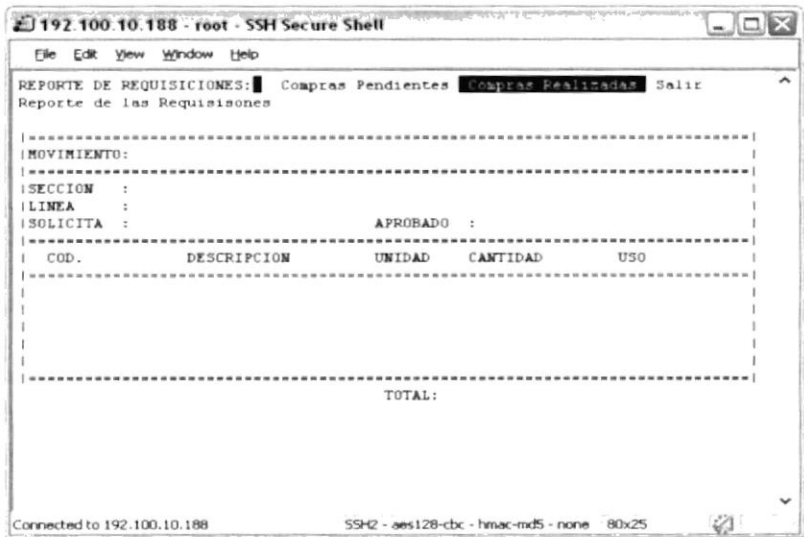 192.100.10.188 - root - SSH Secure Shell
File Edit View Window Help
REPORTE DE REQUISICIONES: Compras Pendientes Compras Realizadas Salir
Reporte de las Requisisones
MOVIMIENTO:
SECCION :
LINEA :
SOLICITA : APROBADO :
COD. DESCRIPCION UNIDAD CANTIDAD USO
TOTAL:
Connected to 192.100.10.188 SSH2 - aes128-cbc - hmac-md5 - none 80x25